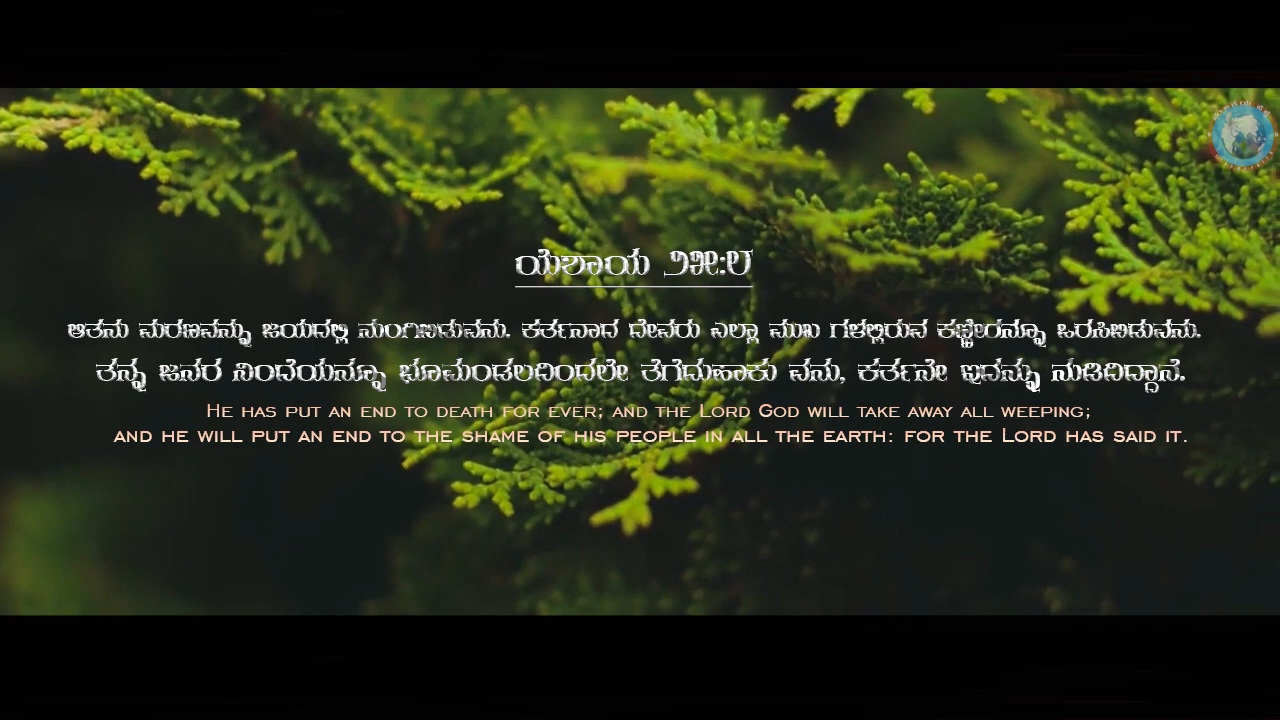 ಯೆಶಾಯ ೨೫:೮
ಆತನು ಮರಣವನ್ನು ಜಯದಲ್ಲಿ ನುಂಗಿಬಿಡುವನು. ಕರ್ತನಾದ ದೇವರು ಎಲ್ಲಾ ಮುಖ ಗಳಲ್ಲಿರುವ ಕಣ್ಣೀರನ್ನೂ ಒರಸಿಬಿಡುವನು.
ತನ್ನ ಜನರ ನಿಂದೆಯನ್ನೂ ಭೂಮಂಡಲದಿಂದಲೇ ತೆಗೆದುಹಾಕು ವನು, ಕರ್ತನೇ ಇದನ್ನು ನುಡಿದಿದ್ದಾನೆ.
He has put an end to death for ever; and the Lord God will take away all weeping;
and he will put an end to the shame of his people in all the earth: for the Lord has said it.